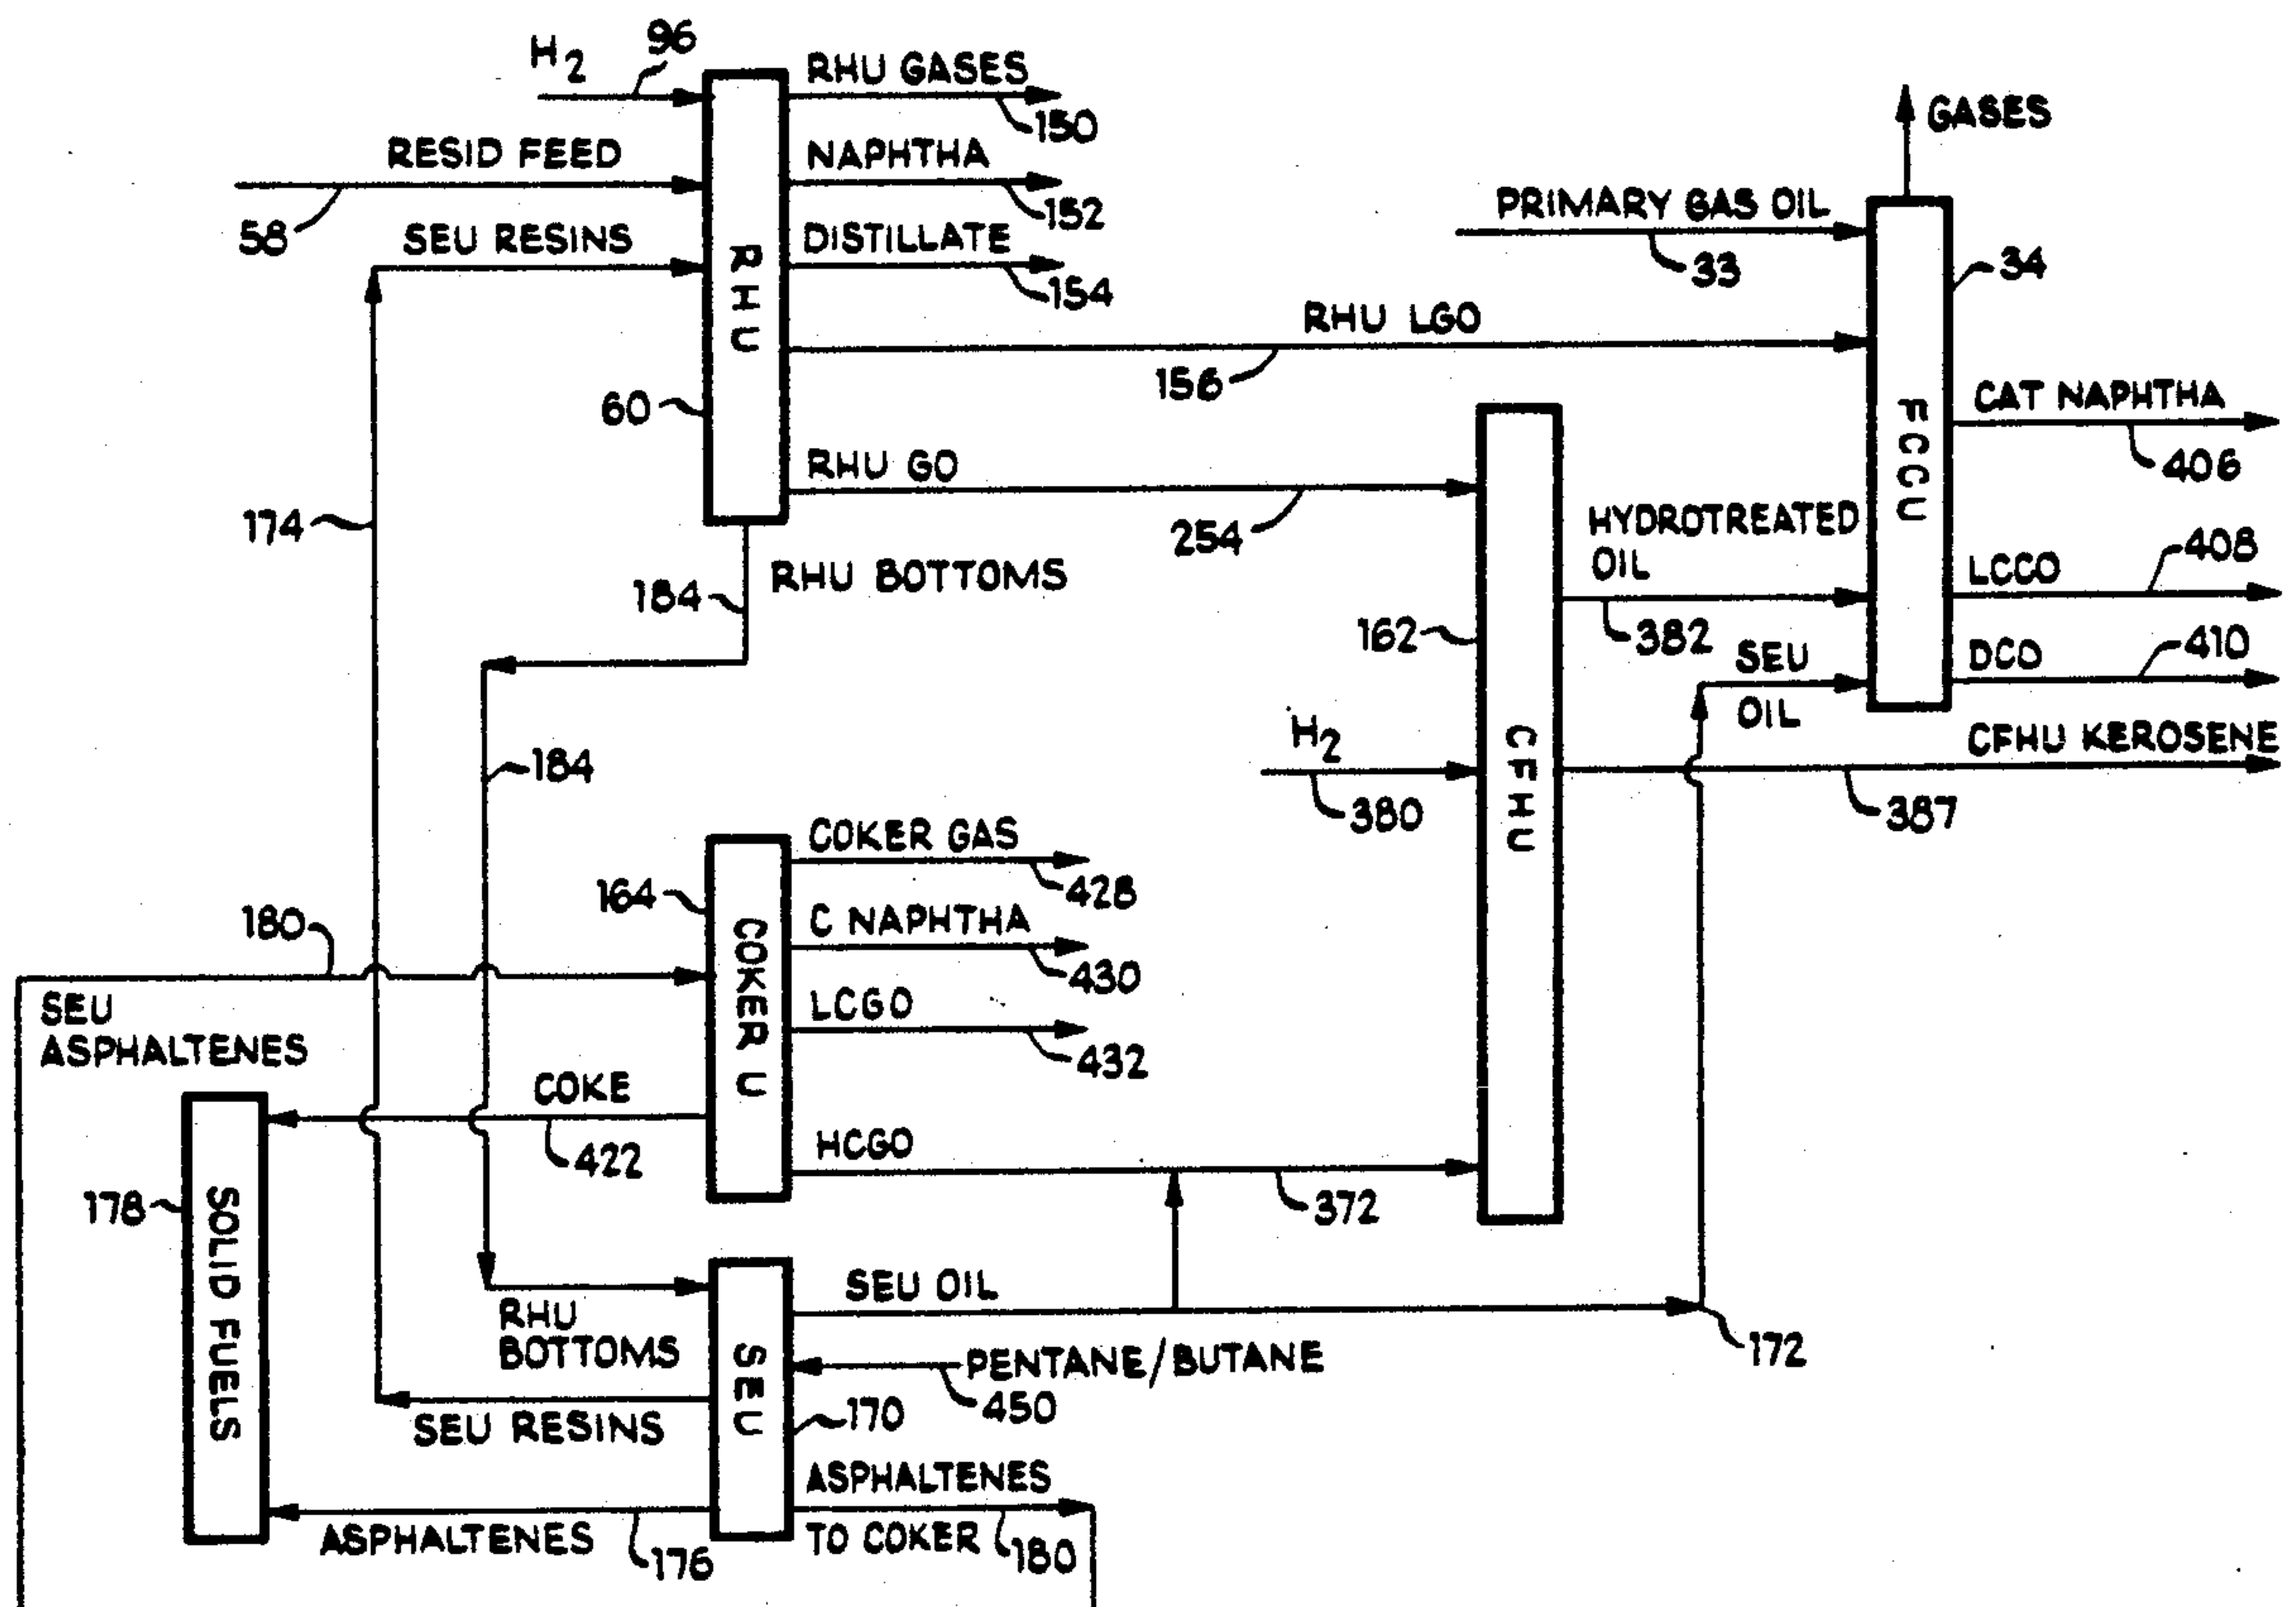 H2
96
RHU GASES
150
RESID FEED
58
NAPHTHA
152
SEU RESINS
DISTILLATE
154
RHU
60
RHU LGO
156
RHU GO
254
174
184
RHU BOTTOMS
184
GASES
PRIMARY GAS OIL
33
34
FCCU
CAT NAPHTHA
406
HYDROTREATED
OIL
382
LCCO
408
SEU
OIL
DCO
410
162
H2
380
CFHU
CFHU KEROSENE
387
COKER GAS
428
164
C NAPHTHA
430
COKER U
LCGO
432
180
SEU
ASPHALTENES
COKE
422
HCGO
372
178
SOLID FUELS
RHU
BOTTOMS
SEU OIL
172
PENTANE/BUTANE
450
SEU
170
SEU RESINS
ASPHALTENES
176
ASPHALTENES
TO COKER
180